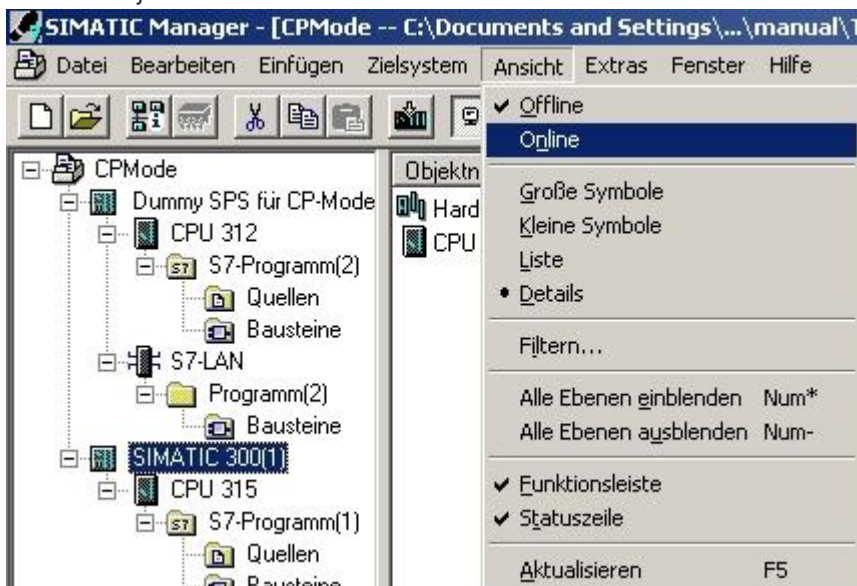 SIMATIC Manager - [CPMode -- C:\Documents and Settings\...\manual\
Datei Bearbeiten Einfügen Zielsystem Ansicht Extras Fenster Hilfe
Offline
Online
Große Symbole
Kleine Symbole
Liste
Details
Filtern...
Alle Ebenen einblenden Num*
Alle Ebenen ausblenden Num-
Funktionsleiste
Statuszeile
Aktualisieren F5
CPMode
Dummy SPS für CP-Mode
CPU 312
S7-Programm(2)
Quellen
Bausteine
S7-LAN
Programm(2)
Bausteine
SIMATIC 300(1)
CPU 315
S7-Programm(1)
Quellen
Bausteine
Objektn
Hard
CPU